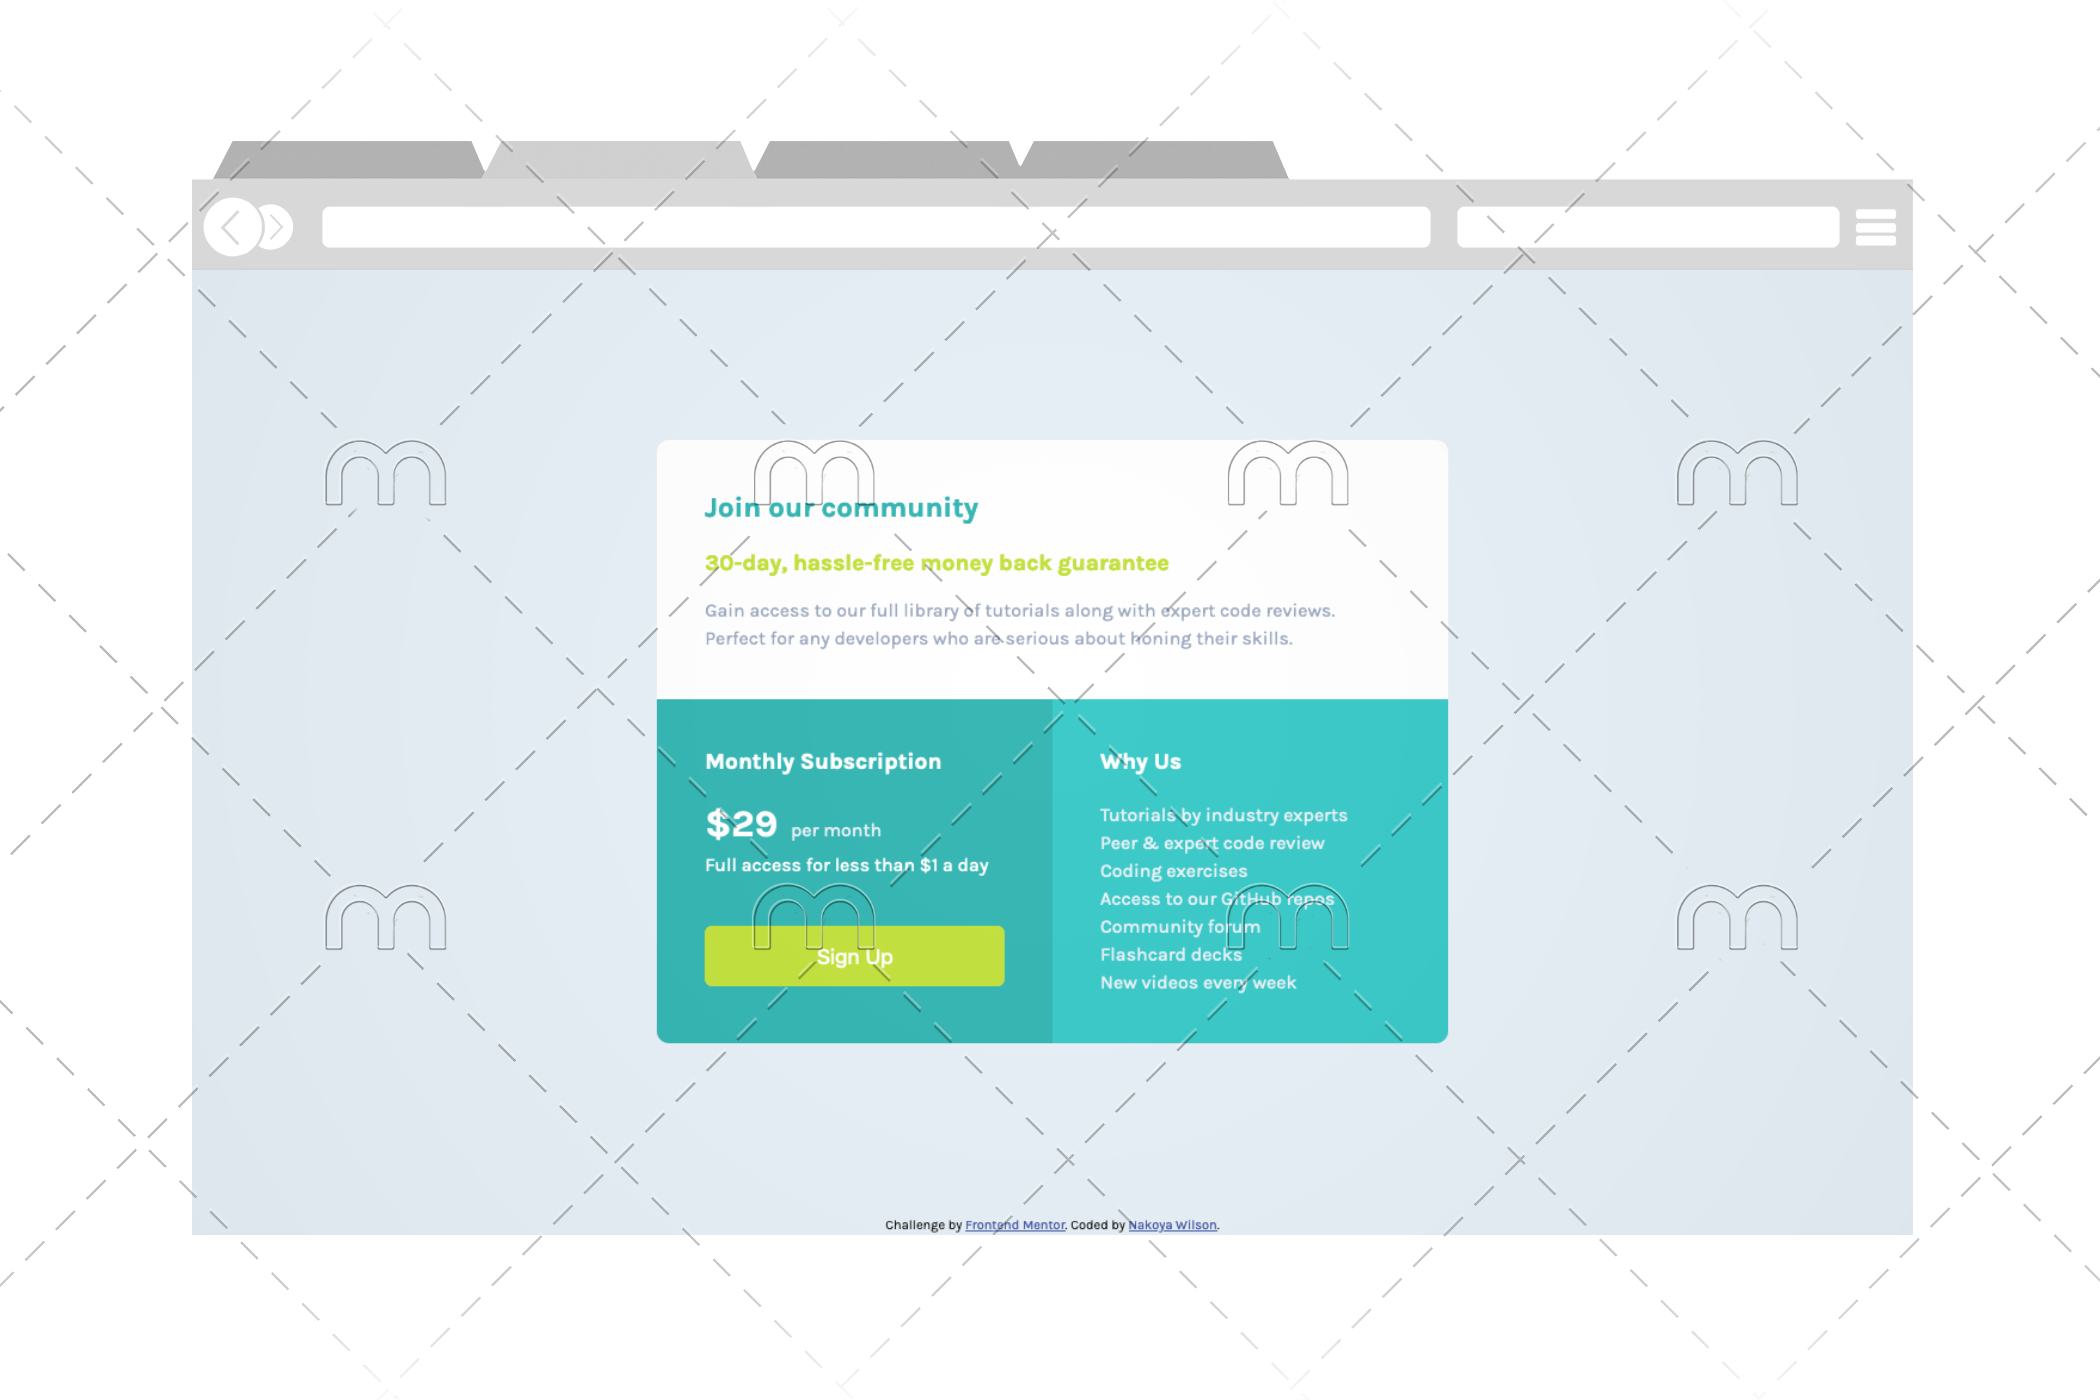 Join our community
30-day, hassle-free money back guarantee
Gain access to our full library of tutorials along with expert code reviews.
Perfect for any developers who are serious about honing their skills.
Monthly Subscription
$29 per month
Full access for less than $1 a day
Sign Up
Why Us
Tutorials by industry experts
Peer & expert code review
Coding exercises
Access to our GitHub repos
Community forum
Flashcard decks
New videos every week
Challenge by Frontend Mentor. Coded by Nakoya Wilson.